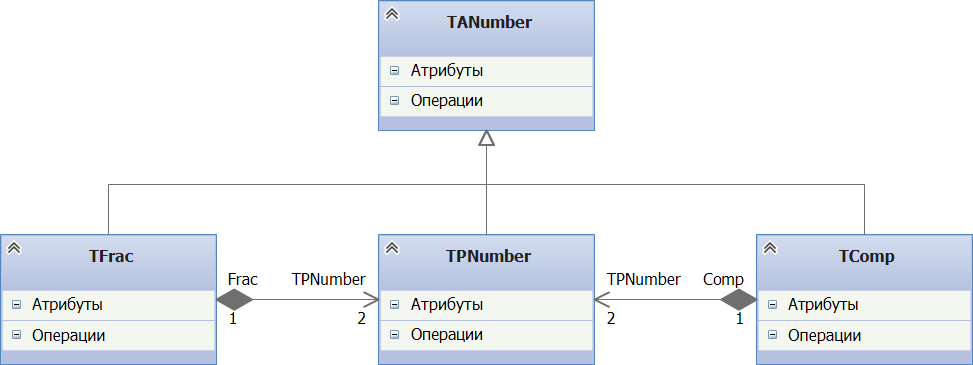 TANumber
Атрибуты
Операции
TFrac
TPNumber
TComp
Frac
TPNumber
TPNumber
Comp
Атрибуты
Атрибуты
Атрибуты
1
2
2
1
Операции
Операции
Операции